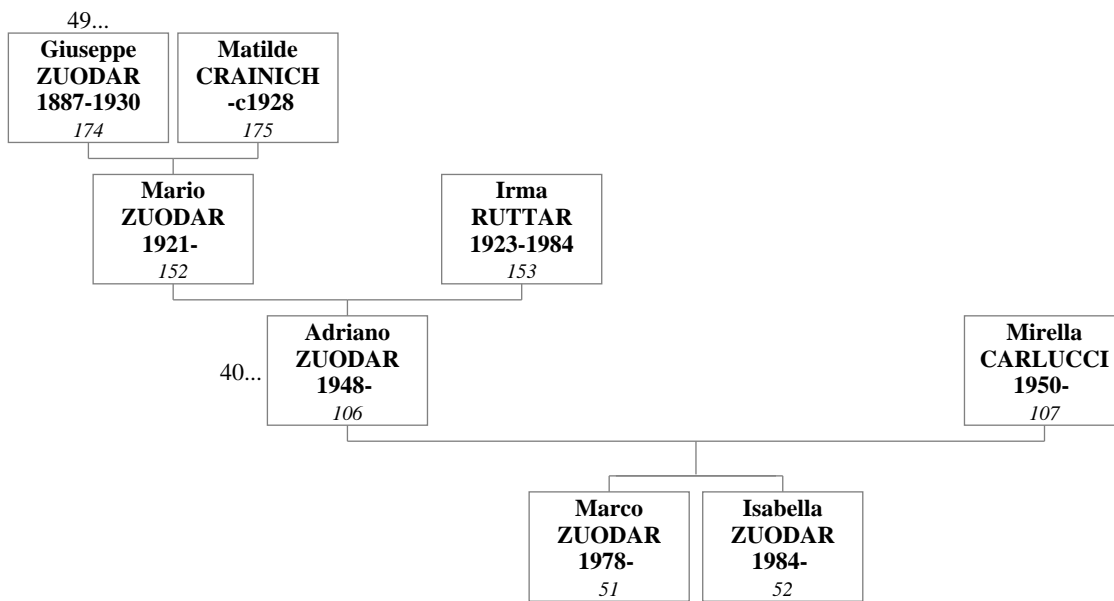 49...
Giuseppe
ZUODAR
1887-1930
174
Matilde
CRAINICH
-c1928
175
Mario
ZUODAR
1921-
152
Irma
RUTTAR
1923-1984
153
40...
Adriano
ZUODAR
1948-
106
Mirella
CARLUCCI
1950-
107
Marco
ZUODAR
1978-
51
Isabella
ZUODAR
1984-
52